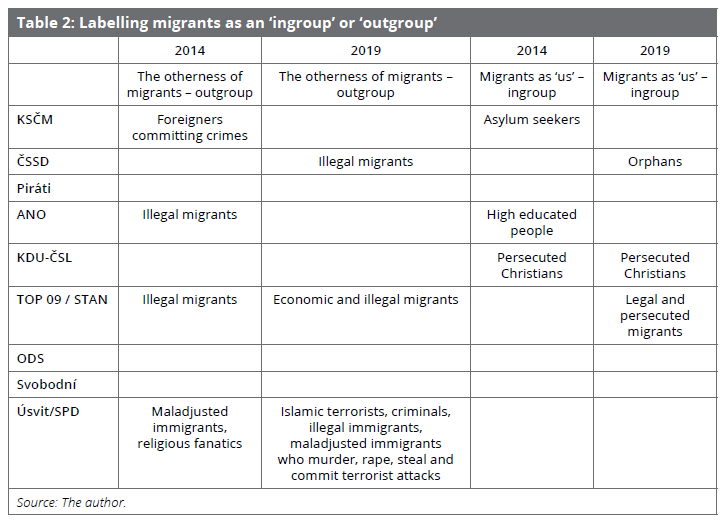 Table 2: Labelling migrants as an ‘ingroup’ or ‘outgroup’
2014 2019 2014 2019
The otherness of migrants – outgroup
The otherness of migrants – outgroup
Migrants as ‘us’ – ingroup
Migrants as ‘us’ – ingroup
KSČM
Foreigners
committing crimes
Asylum seekers
ČSSD
Illegal migrants
Orphans
Piráti
ANO
Illegal migrants
High educated
people
KDU-ČSL
Persecuted
Christians
Persecuted
Christians
TOP 09 / STAN
Illegal migrants
Economic and illegal migrants
Legal and
persecuted
migrants
ODS
Svobodní
Úsvit/SPD
Maladjusted
immigrants,
religious fanatics
Islamic terrorists, criminals,
illegal immigrants,
maladjusted immigrants
who murder, rape, steal and
commit terrorist attacks
Source: The author.